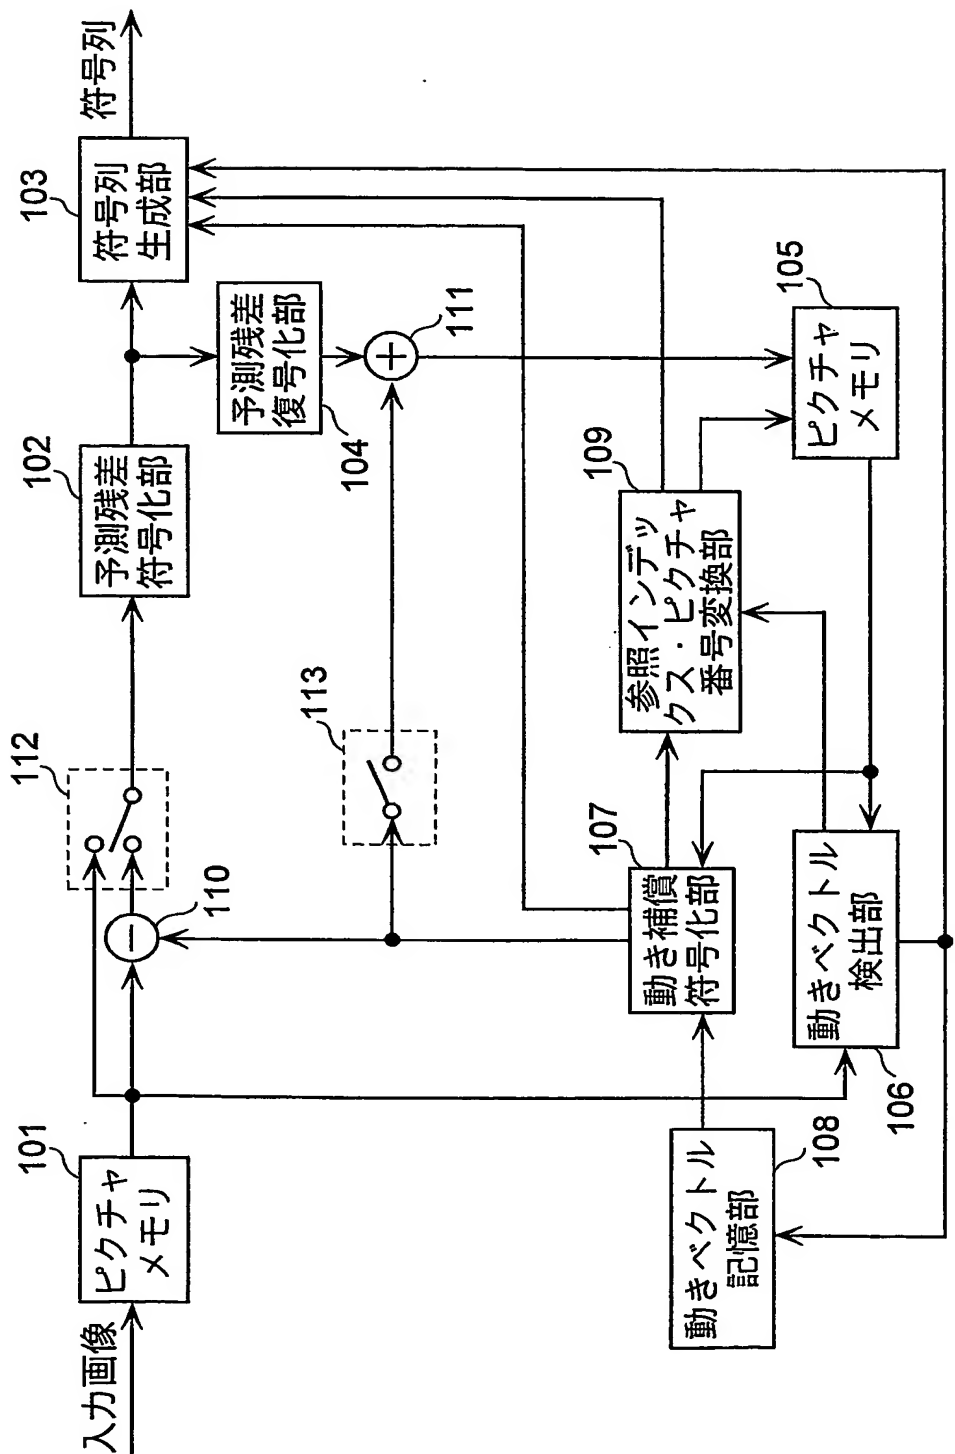 入力画像
101
ピクチャ
メモリ
110
112
102
予測残差
符号化部
103
符号列
生成部
符号列
予測残差
復号化部
104
111
113
107
動き補償
符号化部
109
参照インデッ
クス・ピクチャ
番号変換部
105
ピクチャ
メモリ
動きベクトル
記憶部
108
動きベクトル
検出部
106